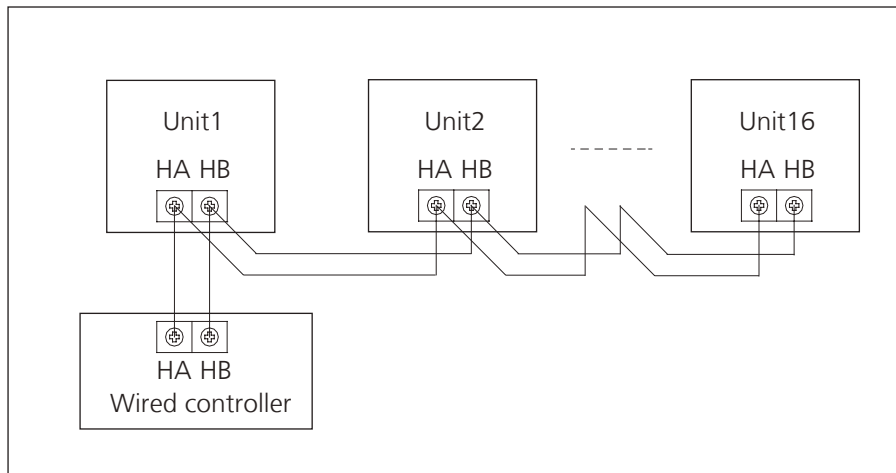 Unit1
HA HB
Unit2
HA HB
Unit16
HA HB
HA HB
Wired controller